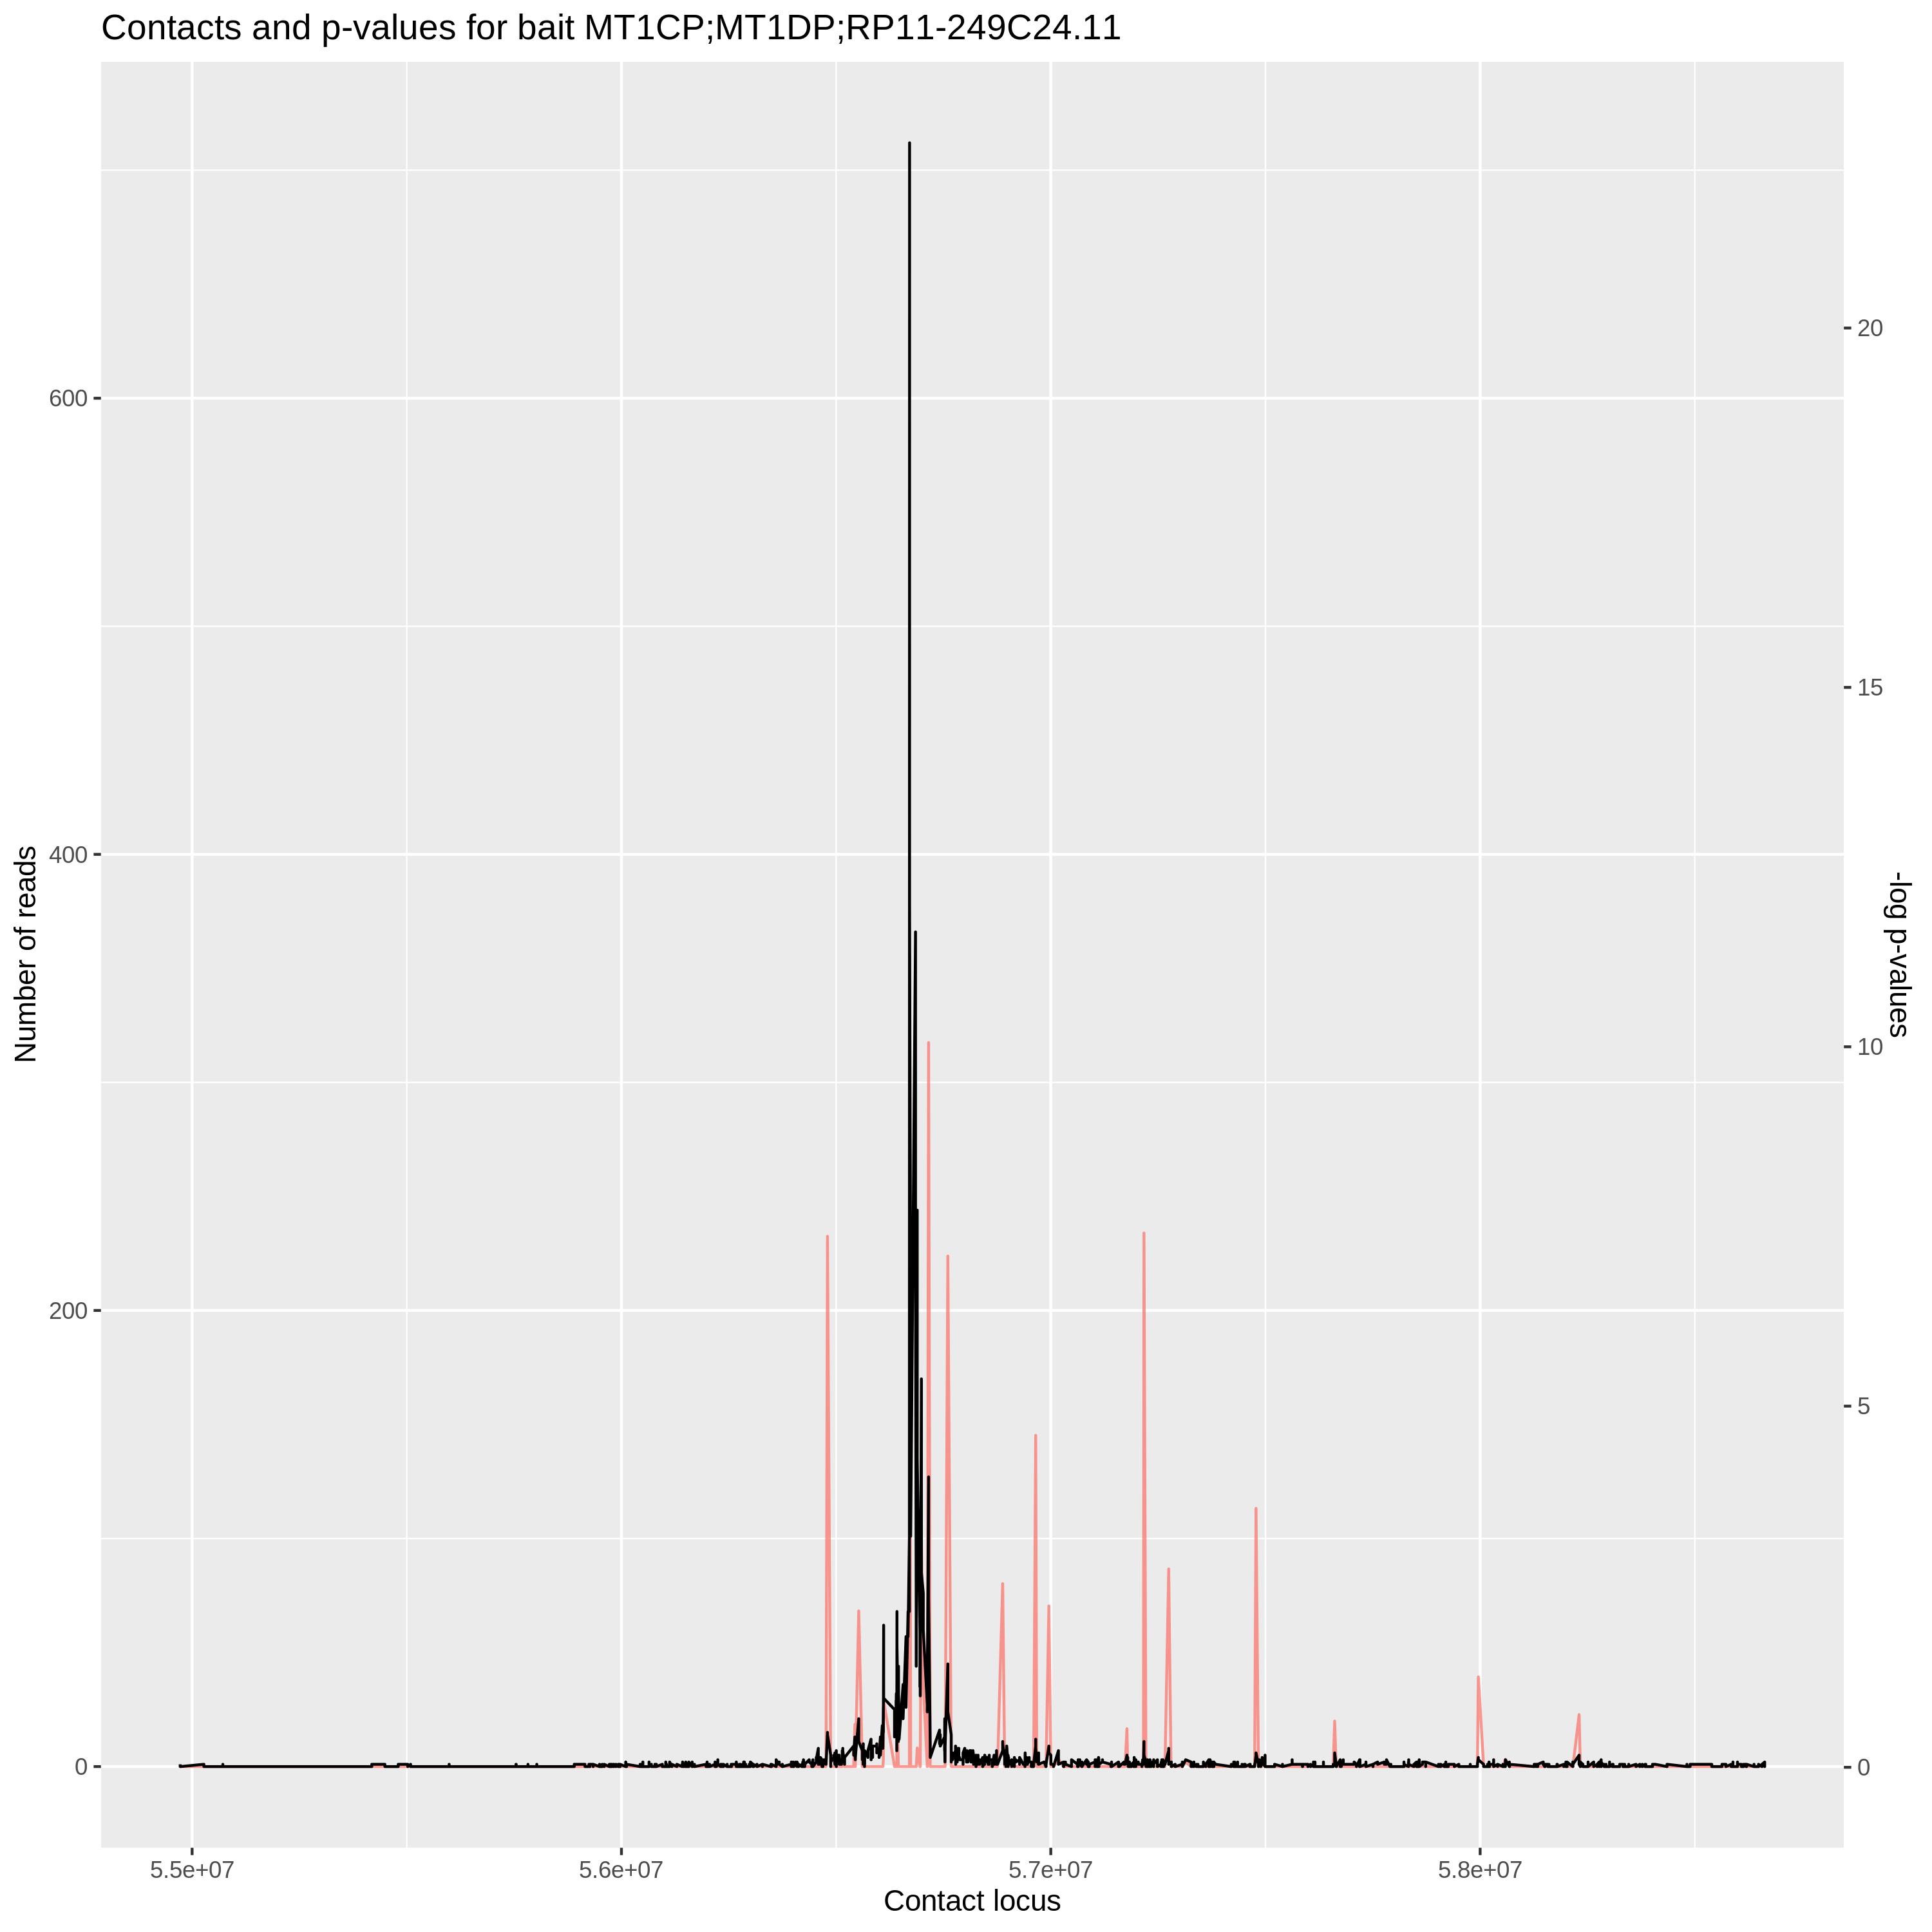 Contacts and p-values for bait MT1CP;MT1DP;RP11-249C24.11
Number of reads
600
400
200
0
20
15
10
5
0
-log p-values
5.5e+07 5.6e+07 5.7e+07 5.8e+07
Contact locus